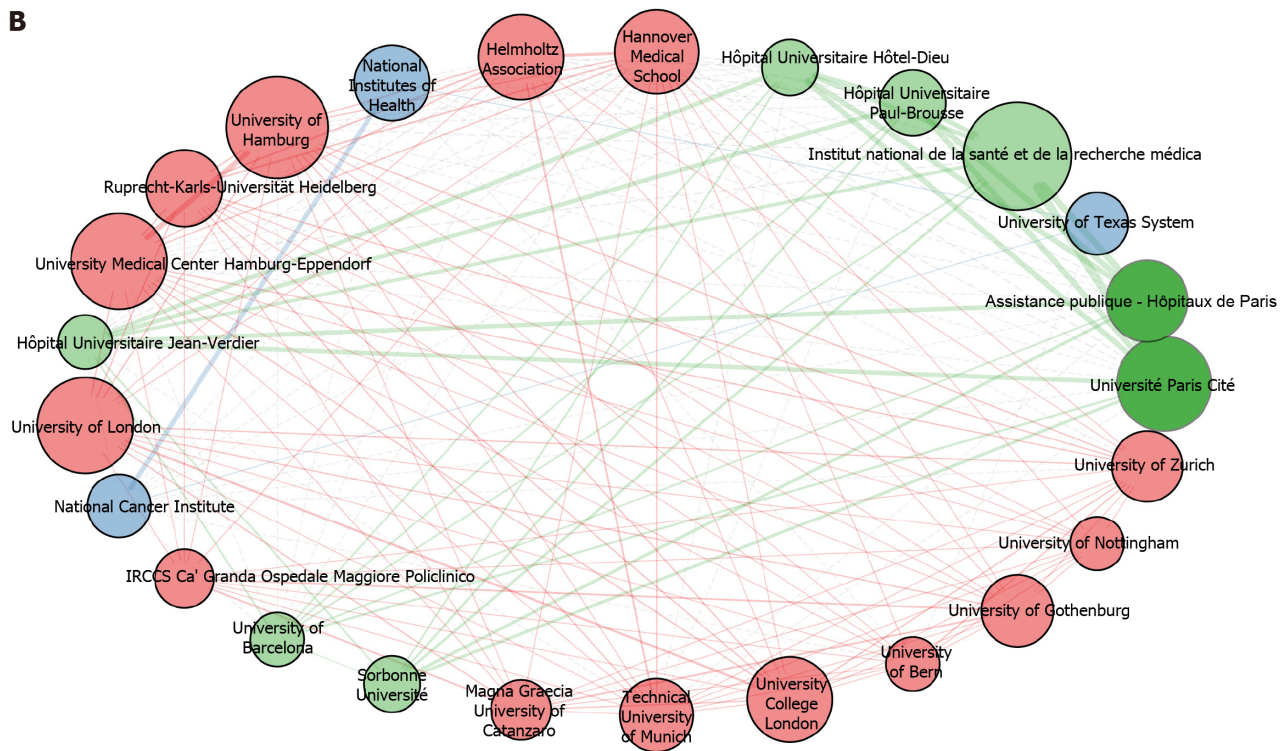 B
Hannover
Medical
School
Helmholtz
Association
Hôpital Universitaire Hôtel-Dieu
National
Institutes of
Health
Hôpital Universitaire
Paul-Brousse
University of
Hamburg
Institut national de la santé et de la recherche médica
Ruprecht-Karls-Universität Heidelberg
University of Texas System
University Medical Center Hamburg-Eppendorf
Assistance publique - Hôpitaux de Paris
Hôpital Universitaire Jean-Verdier
Université Paris Cité
University of London
University of Zurich
National Cancer Institute
University of Nottingham
IRCCS Ca' Granda Ospedale Maggiore Policlinico
University of Gothenburg
University of
Barcelona
University
of Bern
Sorbonne
Université
Magna Graecia
University of
Catanzaro
Technical
University
of Munich
University
College
London